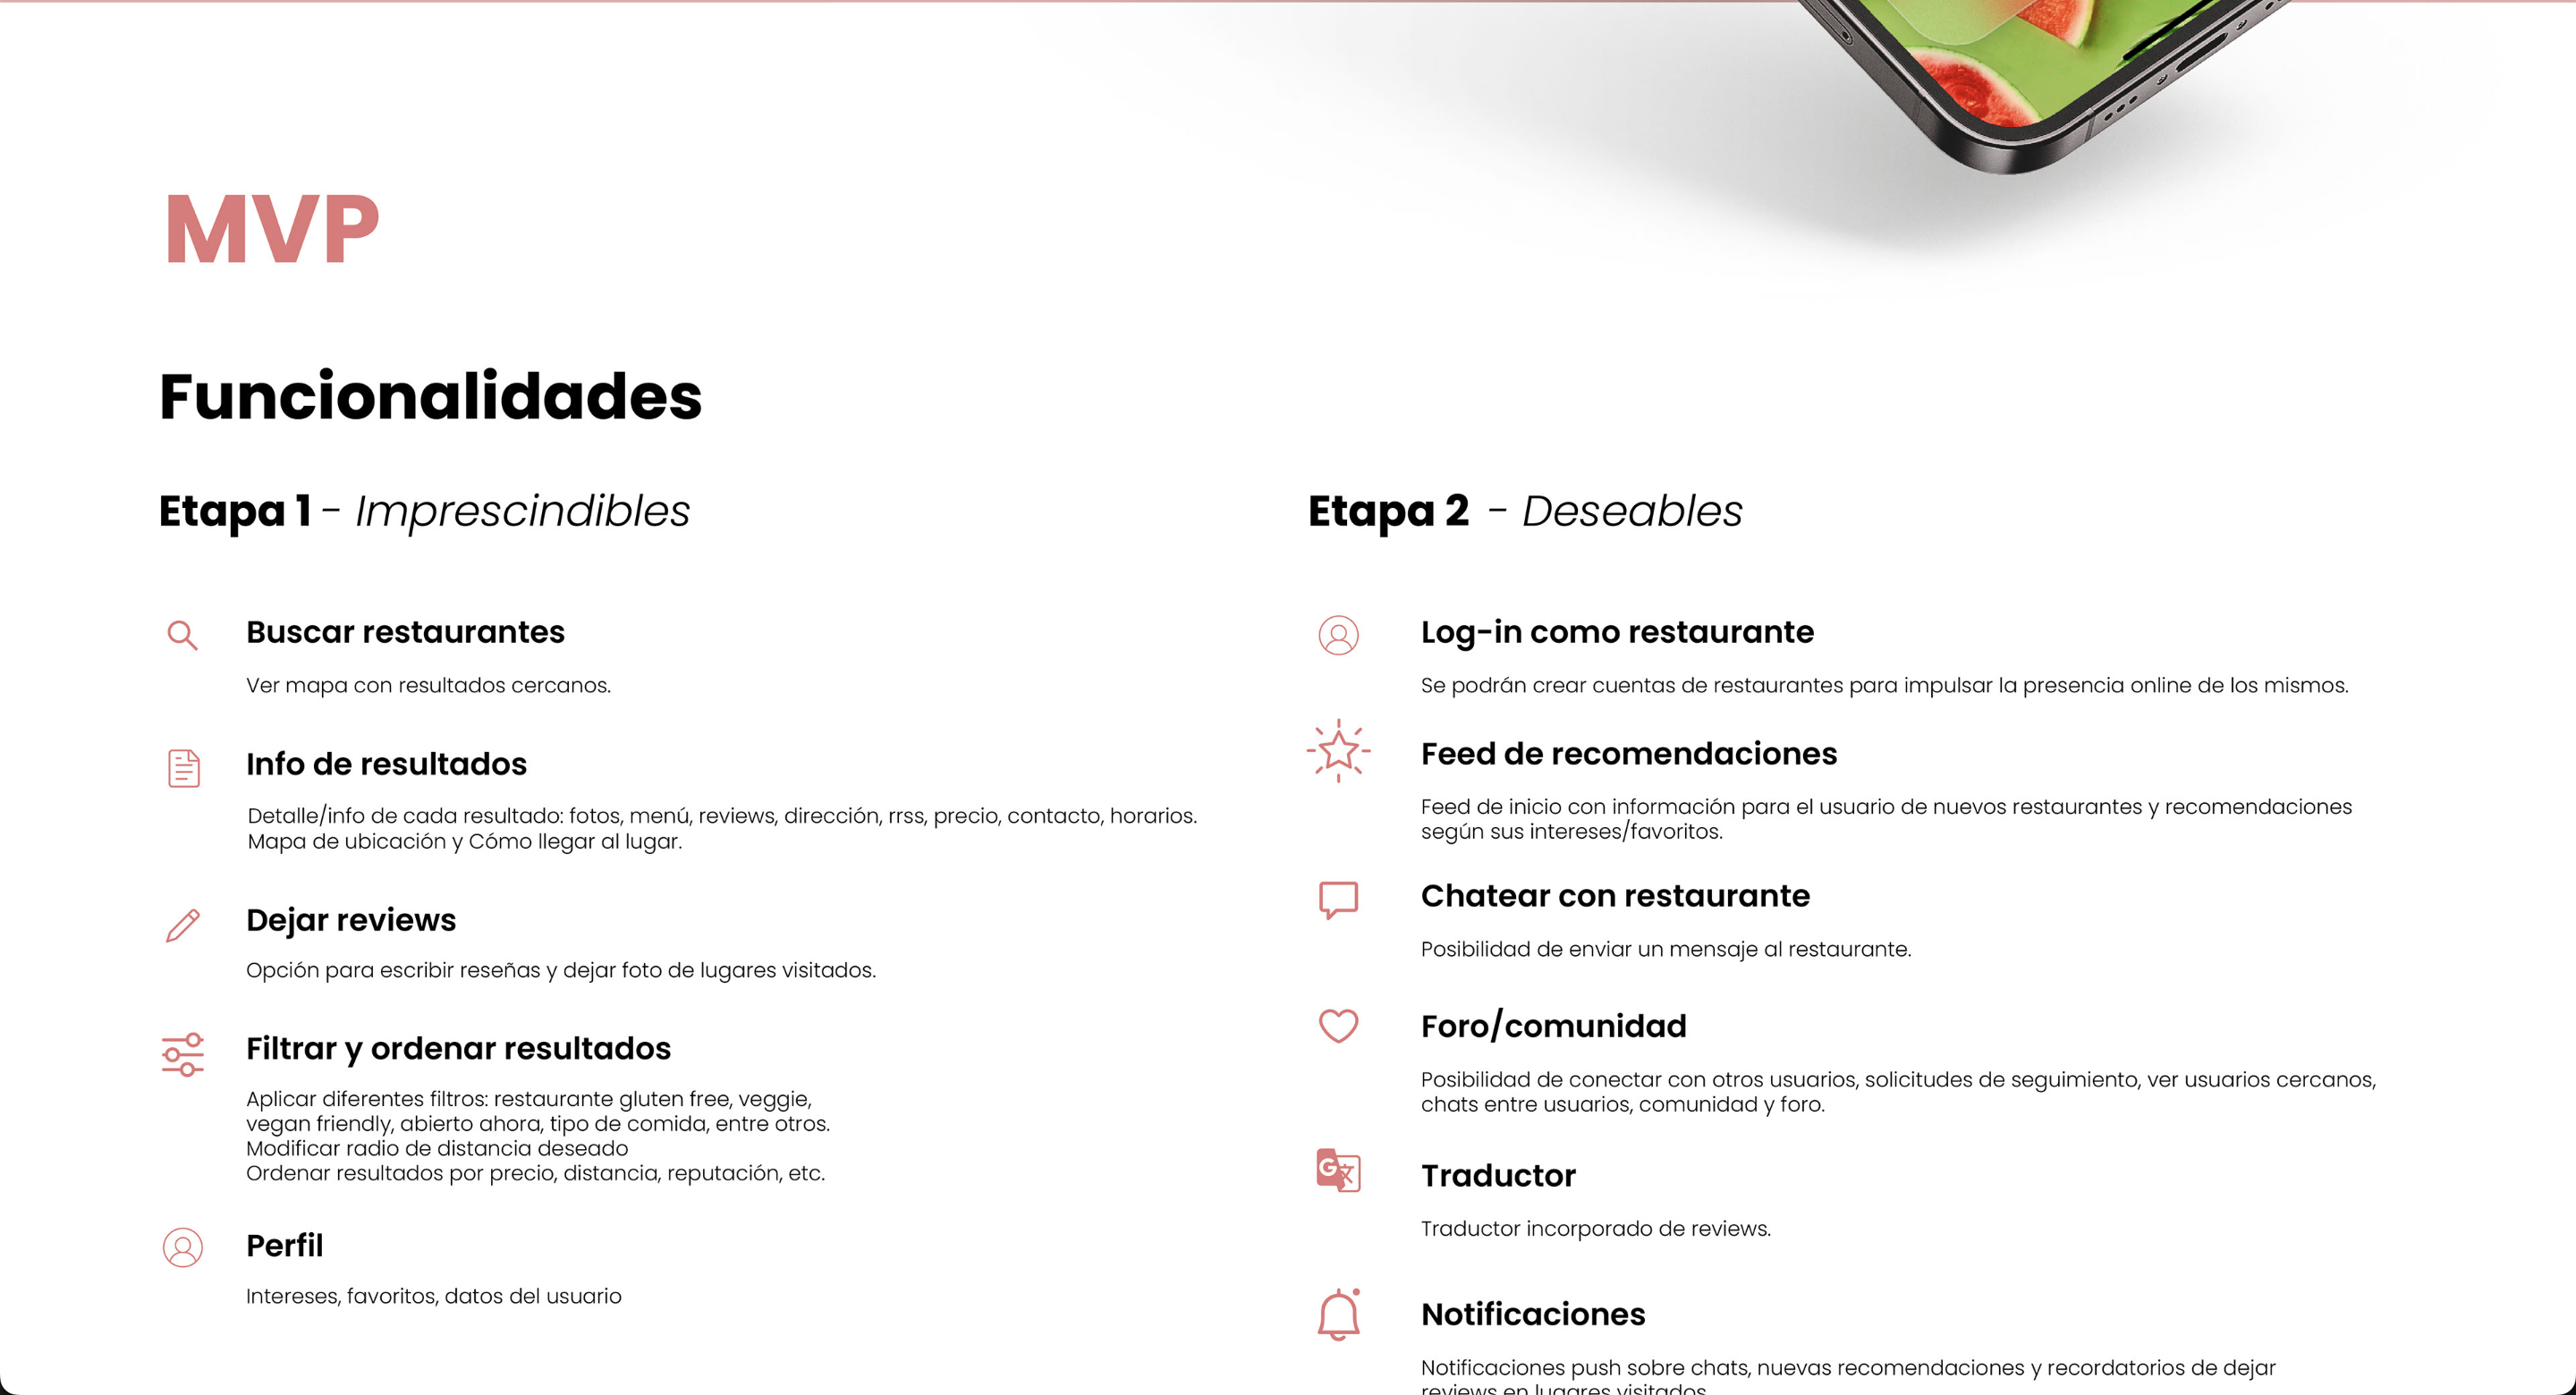 MVP
Funcionalidades
Etapa 1 - Imprescindibles
Buscar restaurantes
Ver mapa con resultados cercanos.
Info de resultados
Detalle/info de cada resultado: fotos, menú, reviews, dirección, rrss, precio, contacto, horarios.
Mapa de ubicación y Cómo llegar al lugar.
Dejar reviews
Opción para escribir reseñas y dejar foto de lugares visitados.
Filtrar y ordenar resultados
Aplicar diferentes filtros: restaurante gluten free, veggie,
vegan friendly, abierto ahora, tipo de comida, entre otros.
Modificar radio de distancia deseado
Ordenar resultados por precio, distancia, reputación, etc.
Perfil
Intereses, favoritos, datos del usuario
Etapa 2 - Deseables
Log-in como restaurante
Se podrán crear cuentas de restaurantes para impulsar la presencia online de los mismos.
Feed de recomendaciones
Feed de inicio con información para el usuario de nuevos restaurantes y recomendaciones
según sus intereses/favoritos.
Chatear con restaurante
Posibilidad de enviar un mensaje al restaurante.
Foro/comunidad
Posibilidad de conectar con otros usuarios, solicitudes de seguimiento, ver usuarios cercanos,
chats entre usuarios, comunidad y foro.
Traductor
Traductor incorporado de reviews.
Notificaciones
Notificaciones push sobre chats, nuevas recomendaciones y recordatorios de dejar
reviews en lugares visitados